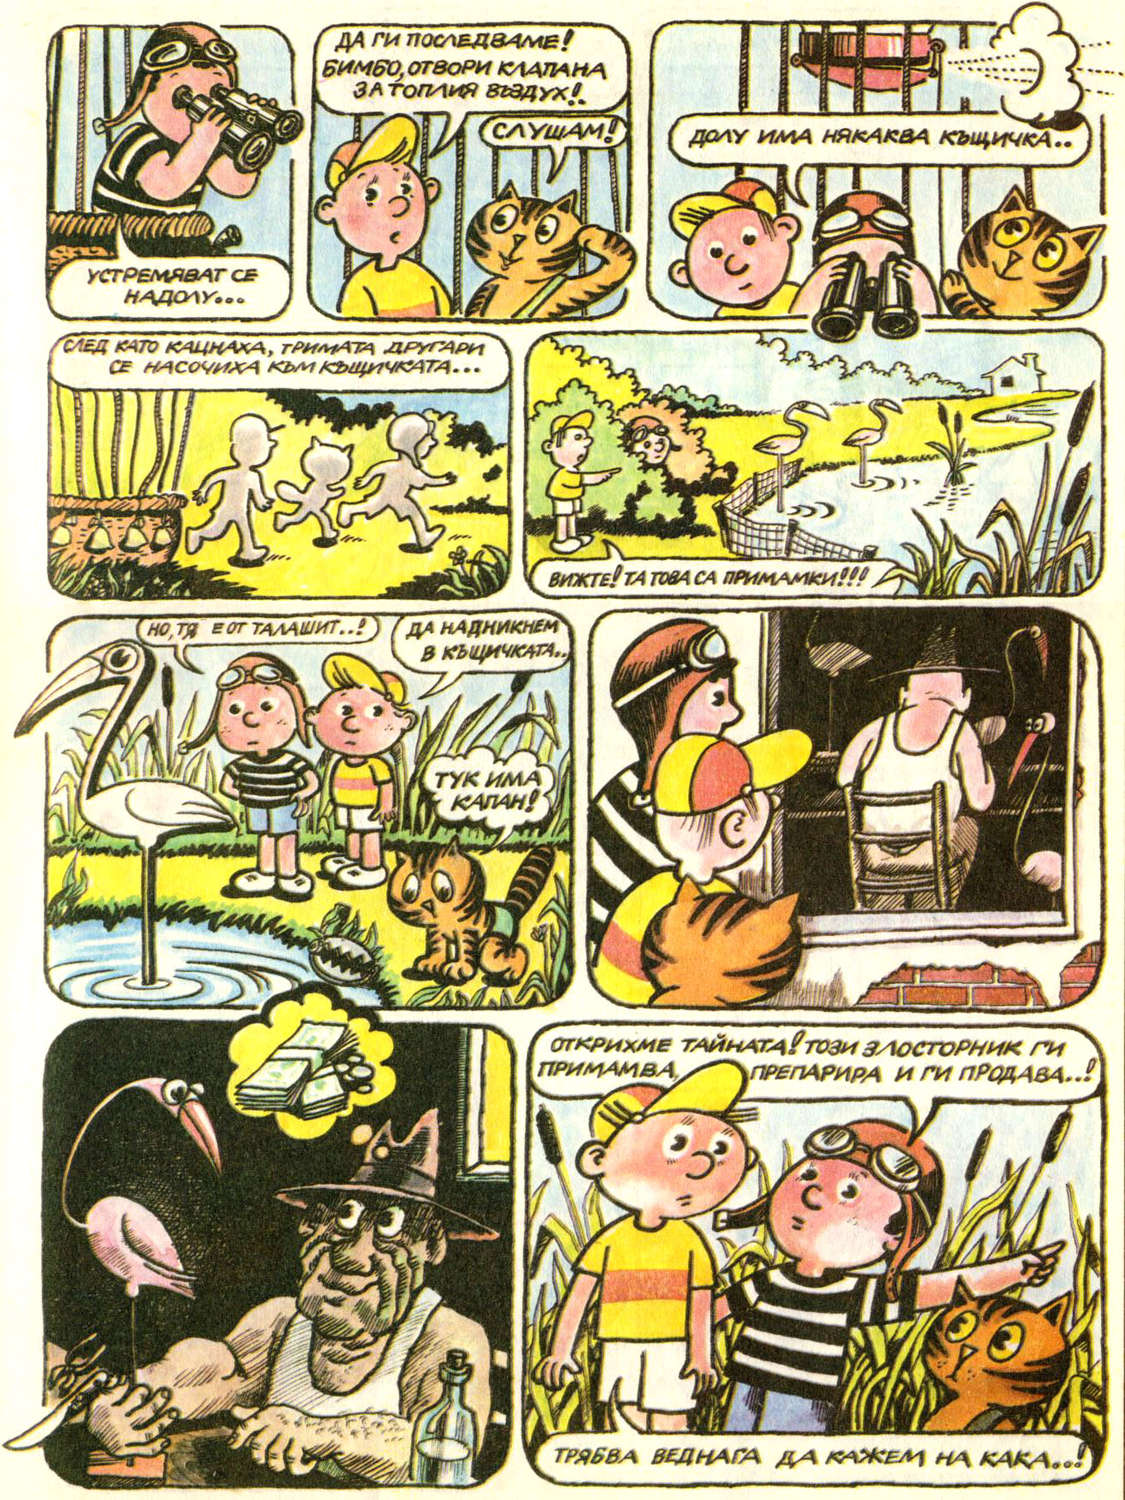 УСТРЕМЯВАТ СЕ
НАДОЛУ...
ДА ГИ ПОСЛЕДВАМЕ!
БИМБО, ОТВОРИ КЛАПАНА
ЗА ТОПЛИЯ ВЪЗДУХ!.
СЛУШАМ!
ДОЛУ ИМА НЯКАКВА КЪЩИЧКА..
СЛЕД КАТО КАЦНАХА, ТРИМАТА ДРУГАРИ
СЕ НАСОЧИХА КЪМ КЪЩИЧКАТА...
ВИЖТЕ! ТА ТОВА СА ПРИМАМКИ!!!
НО, ТЯ Е ОТ ТАЛАШИТ..!
ДА НАДНИКНЕМ
В КЪЩИЧКАТА..
ТУК ИМА
КАПАН!
ОТКРИХМЕ ТАЙНАТА! ТОЗИ ЗЛОСТОРНИК ГИ
ПРИМАМВА, ПРЕПАРИРА И ГИ ПРОДАВА..!
ТРЯБВА ВЕДНАГА ДА КАЖЕМ НА КАКА...!